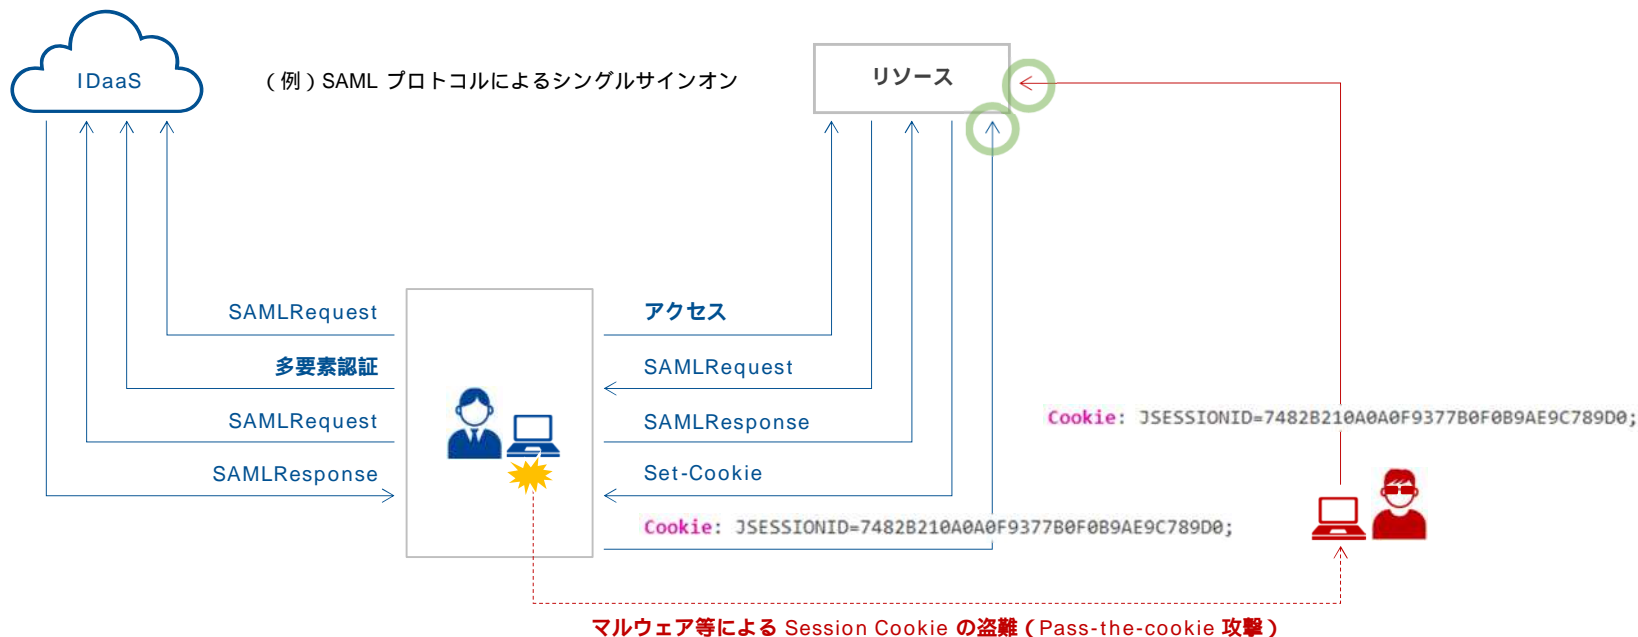 IDaaS
（例）SAML プロトコルによるシングルサインオン
リソース
SAMLRequest
多要素認証
SAMLRequest
SAMLResponse
アクセス
SAMLRequest
SAMLResponse
Set-Cookie
Cookie: JSESSIONID=7482B210A0A0F9377B0F0B9AE9C789D0;
Cookie: JSESSIONID=7482B210A0A0F9377B0F0B9AE9C789D0;
マルウェア等による Session Cookie の盗難（Pass-the-cookie 攻撃）